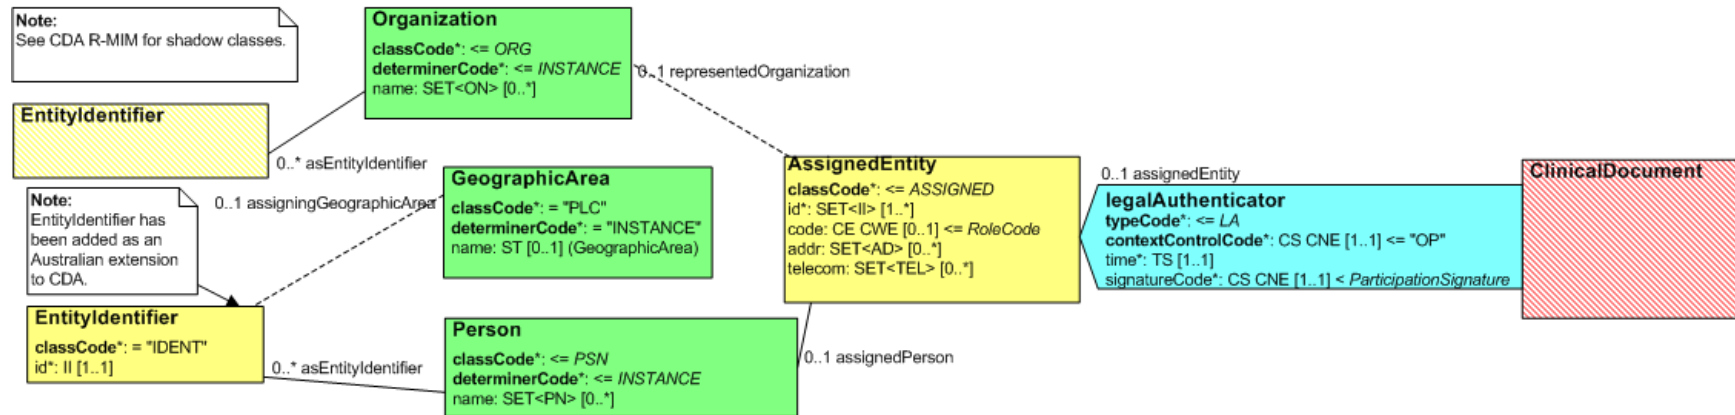 Note:
See CDA R-MIM for shadow classes.
Organization
classCode*: <= ORG
determinerCode*: <= INSTANCE
name: SET<ON> [0..*]
0..1 representedOrganization
EntityIdentifier
0..* asEntityIdentifier
Note:
EntityIdentifier has
been added as an
Australian extension
to CDA.
0..1 assigningGeographicArea
GeographicArea
classCode*: = "PLC"
determinerCode*: = "INSTANCE"
name: ST [0..1] (GeographicArea)
AssignedEntity
classCode*: <= ASSIGNED
id*: SET<II> [1..*]
code: CE CWE [0..1] <= RoleCode
addr: SET<AD> [0..*]
telecom: SET<TEL> [0..*]
0..1 assignedEntity
legalAuthenticator
typeCode*: <= LA
contextControlCode*: CS CNE [1..1] <= "OP"
time*: TS [1..1]
signatureCode*: CS CNE [1..1] < ParticipationSignature
ClinicalDocument
EntityIdentifier
classCode*: = "IDENT"
id*: II [1..1]
0..* asEntityIdentifier
Person
classCode*: <= PSN
determinerCode*: <= INSTANCE
name: SET<PN> [0..*]
0..1 assignedPerson